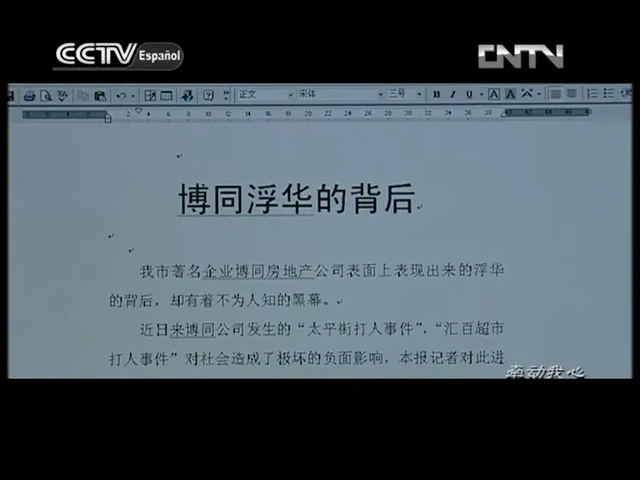 CCTV Español
CNTV
正文 宋体 三号 B I U A A
博同浮华的背后
我市著名企业博同房地产公司表面上表现出来的浮华
的背后，却有着不为人知的黑幕。
近日来博同公司发生的“太平街打人事件”，“汇百超市
打人事件”对社会造成了极坏的负面影响，本报记者对此进
牵动我心